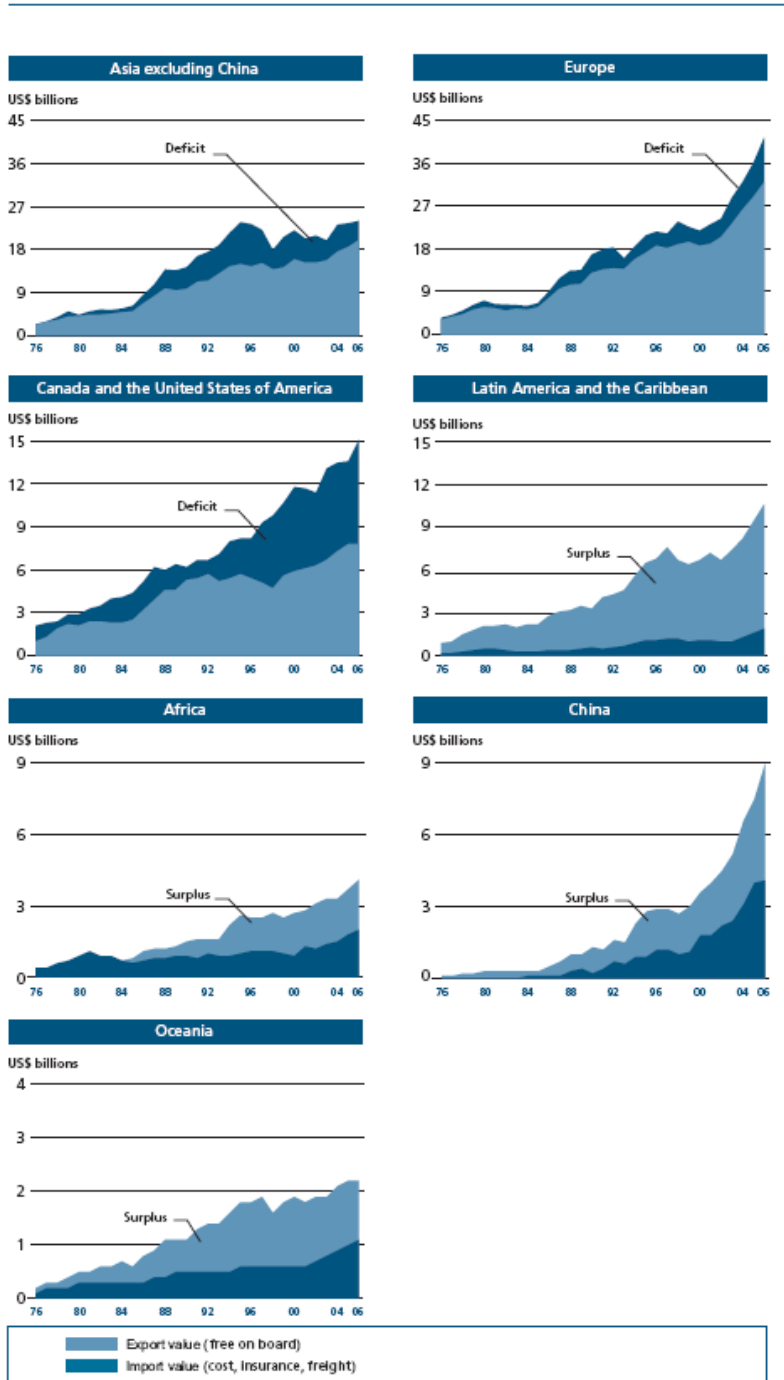 Asia excluding China
US$ billions
45
36
27
18
9
0
Deficit
76 80 84 88 92 96 00 04 06
Europe
US$ billions
45
36
27
18
9
0
Deficit
76 80 84 88 92 96 00 04 06
Canada and the United States of America
US$ billions
15
12
9
6
3
0
Deficit
76 80 84 88 92 96 00 04 06
Latin America and the Caribbean
US$ billions
15
12
9
6
3
0
Surplus
76 80 84 88 92 96 00 04 06
Africa
US$ billions
9
6
3
0
Surplus
76 80 84 88 92 96 00 04 06
China
US$ billions
9
6
3
0
Surplus
76 80 84 88 92 96 00 04 06
Oceania
US$ billions
4
3
2
1
0
Surplus
76 80 84 88 92 96 00 04 06
Export value (free on board)
Import value (cost, insurance, freight)